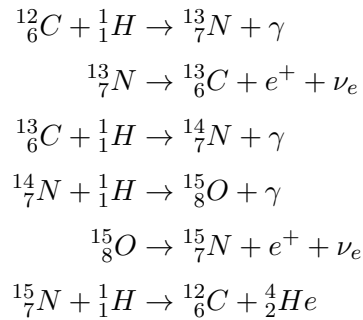 ¹²₆C + ¹₁H → ¹³₇N + γ
¹³₇N → ¹³₆C + e⁺ + νₑ
¹³₆C + ¹₁H → ¹⁴₇N + γ
¹⁴₇N + ¹₁H → ¹⁵₈O + γ
¹⁵₈O → ¹⁵₇N + e⁺ + νₑ
¹⁵₇N + ¹₁H → ¹²₆C + ⁴₂He